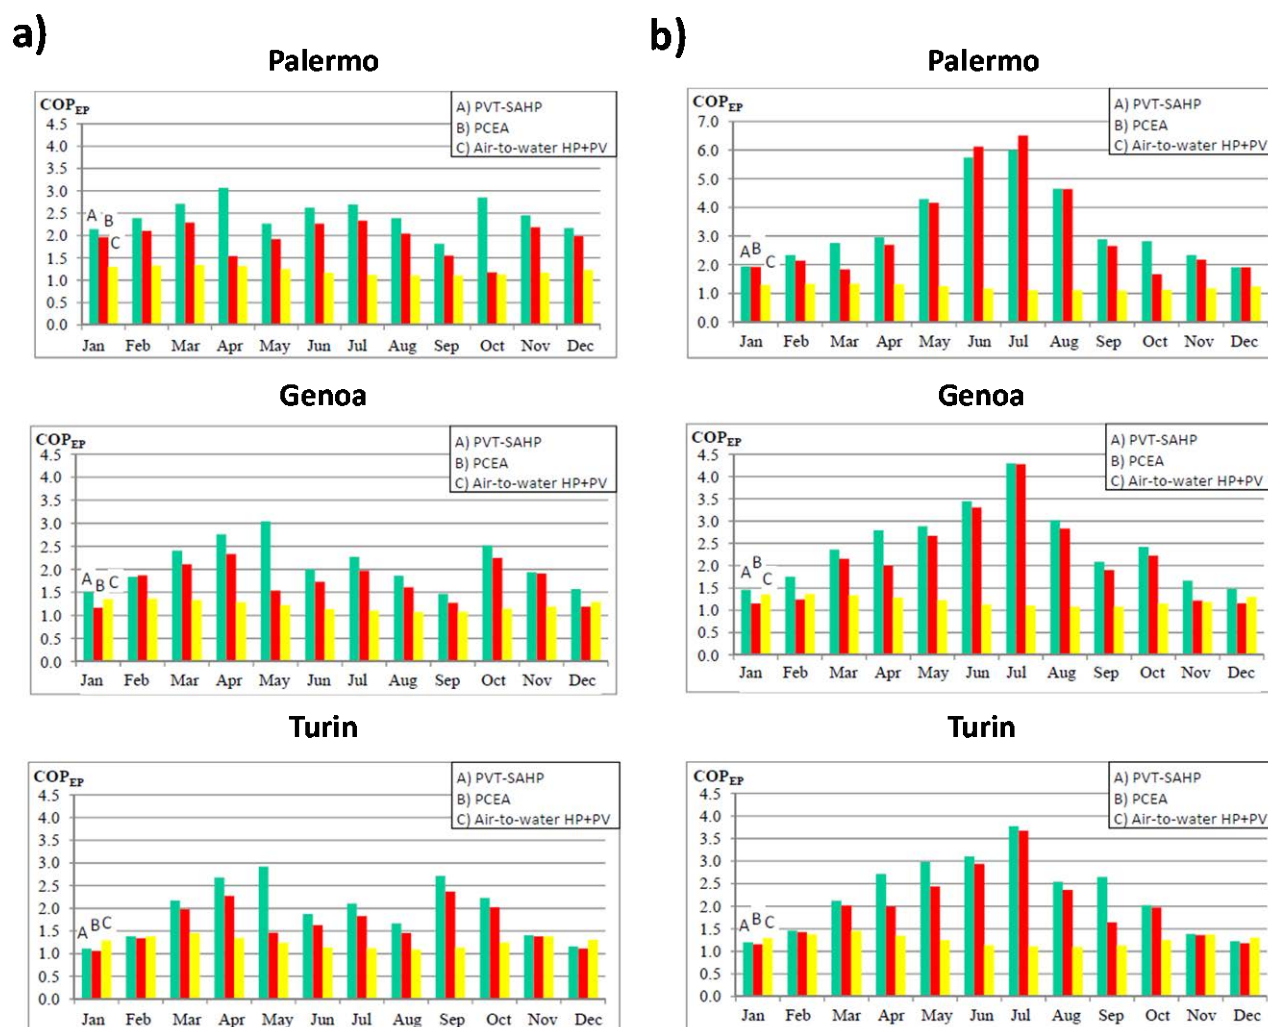 a)
Palermo
COP EP
A) PVT-SAHP
B) PCEA
C) Air-to-water HP+PV
4.5
4.0
3.5
3.0
2.5
2.0
1.5
1.0
0.5
0.0
A B
C
Jan Feb Mar Apr May Jun Jul Aug Sep Oct Nov Dec
Genoa
COP EP
A) PVT-SAHP
B) PCEA
C) Air-to-water HP+PV
4.5
4.0
3.5
3.0
2.5
2.0
1.5
1.0
0.5
0.0
A B C
Jan Feb Mar Apr May Jun Jul Aug Sep Oct Nov Dec
Turin
COP EP
A) PVT-SAHP
B) PCEA
C) Air-to-water HP+PV
4.5
4.0
3.5
3.0
2.5
2.0
1.5
1.0
0.5
0.0
A B C
Jan Feb Mar Apr May Jun Jul Aug Sep Oct Nov Dec
b)
Palermo
COP EP
A) PVT-SAHP
B) PCEA
C) Air-to-water HP+PV
7.0
6.0
5.0
4.0
3.0
2.0
1.0
0.0
A B C
Jan Feb Mar Apr May Jun Jul Aug Sep Oct Nov Dec
Genoa
COP EP
A) PVT-SAHP
B) PCEA
C) Air-to-water HP+PV
4.5
4.0
3.5
3.0
2.5
2.0
1.5
1.0
0.5
0.0
A B C
Jan Feb Mar Apr May Jun Jul Aug Sep Oct Nov Dec
Turin
COP EP
A) PVT-SAHP
B) PCEA
C) Air-to-water HP+PV
4.5
4.0
3.5
3.0
2.5
2.0
1.5
1.0
0.5
0.0
A B C
Jan Feb Mar Apr May Jun Jul Aug Sep Oct Nov Dec